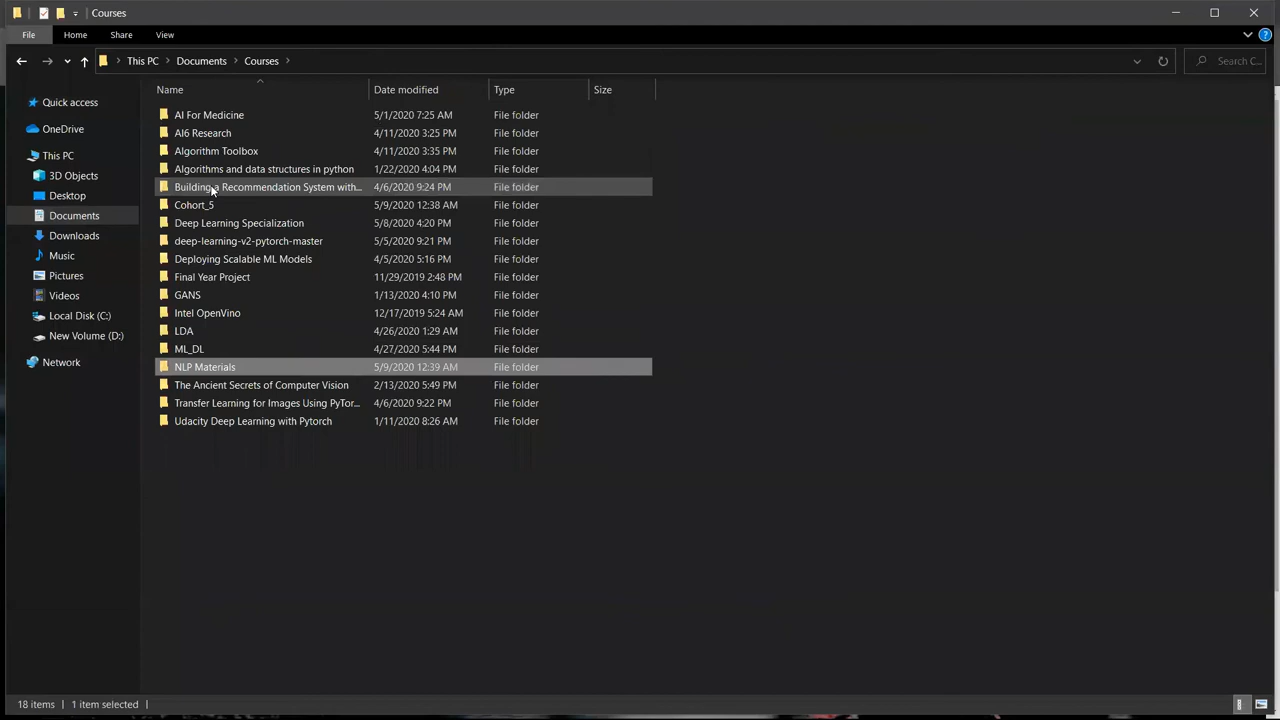 Courses
File Home Share View
This PC Documents Courses Search C...
Name Date modified Type Size
Quick access
OneDrive
This PC
3D Objects
Desktop
Documents
Downloads
Music
Pictures
Videos
Local Disk (C:)
New Volume (D:)
Network
AI For Medicine 5/1/2020 7:25 AM File folder
AI6 Research 4/11/2020 3:25 PM File folder
Algorithm Toolbox 4/11/2020 3:35 PM File folder
Algorithms and data structures in python 1/22/2020 4:04 PM File folder
Building a Recommendation System with... 4/6/2020 9:24 PM File folder
Cohort_5 5/9/2020 12:38 AM File folder
Deep Learning Specialization 5/8/2020 4:20 PM File folder
deep-learning-v2-pytorch-master 5/5/2020 9:21 PM File folder
Deploying Scalable ML Models 4/5/2020 5:16 PM File folder
Final Year Project 11/29/2019 2:48 PM File folder
GANS 1/13/2020 4:10 PM File folder
Intel OpenVino 12/17/2019 5:24 AM File folder
LDA 4/26/2020 1:29 AM File folder
ML_DL 4/27/2020 5:44 PM File folder
NLP Materials 5/9/2020 12:39 AM File folder
The Ancient Secrets of Computer Vision 2/13/2020 5:49 PM File folder
Transfer Learning for Images Using PyTor... 4/6/2020 9:22 PM File folder
Udacity Deep Learning with Pytorch 1/11/2020 8:26 AM File folder
18 items 1 item selected